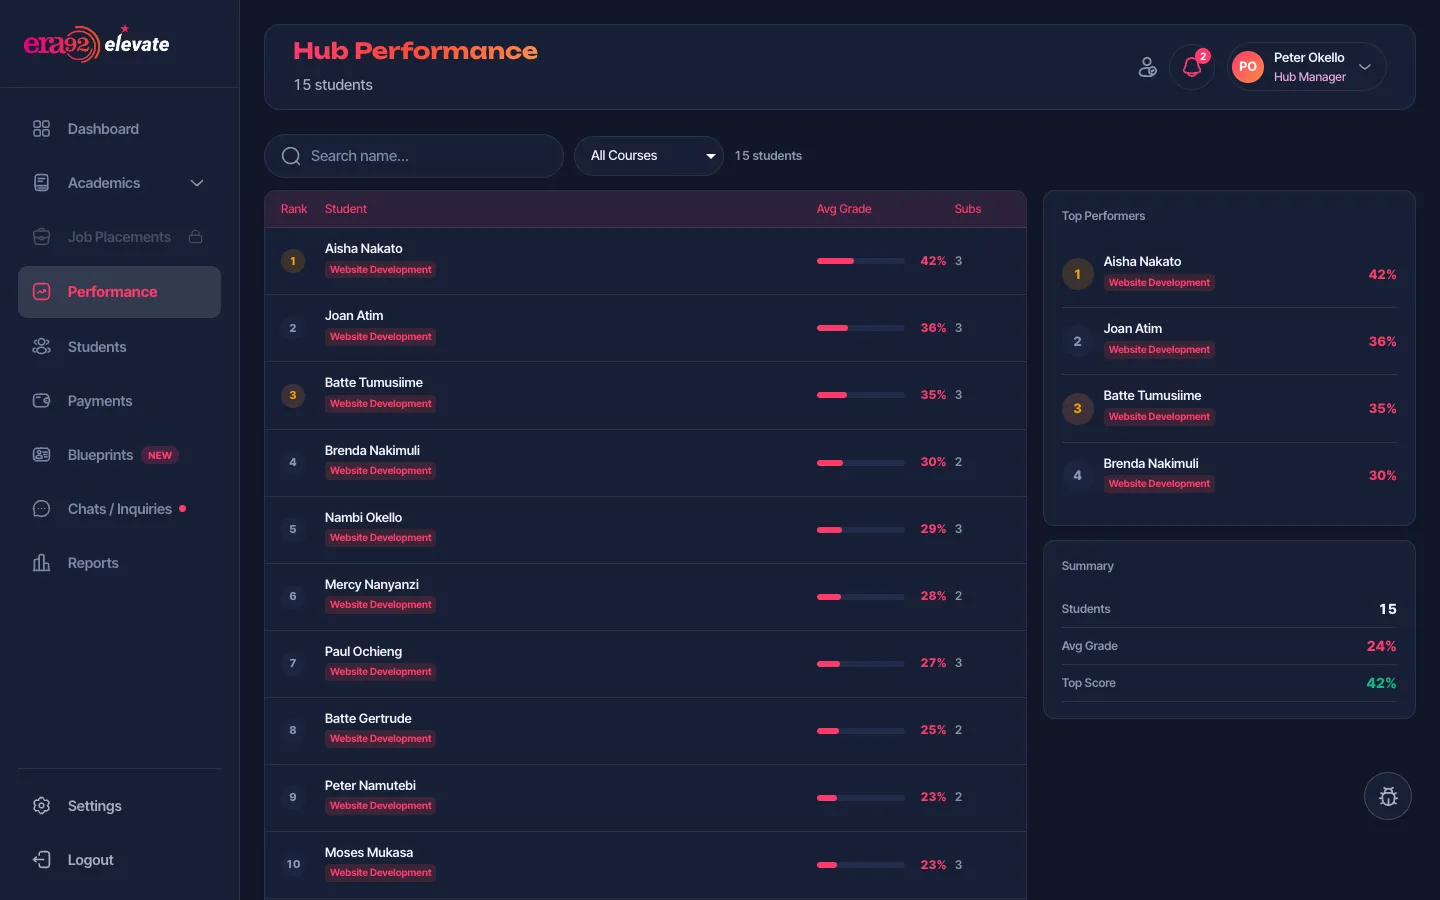 era92 elevate
Dashboard
Academics
Job Placements
Performance
Students
Payments
Blueprints NEW
Chats / Inquiries
Reports
Settings
Logout
Hub Performance
15 students
2
PO
Peter Okello
Hub Manager
Search name...
All Courses
15 students
Rank Student Avg Grade Subs
1 Aisha Nakato 42% 3
Website Development
2 Joan Atim 36% 3
Website Development
3 Batte Tumusiime 35% 3
Website Development
4 Brenda Nakimuli 30% 2
Website Development
5 Nambi Okello 29% 3
Website Development
6 Mercy Nanyanzi 28% 2
Website Development
7 Paul Ochieng 27% 3
Website Development
8 Batte Gertrude 25% 2
Website Development
9 Peter Namutebi 23% 2
Website Development
10 Moses Mukasa 23% 3
Website Development
Top Performers
1 Aisha Nakato 42%
Website Development
2 Joan Atim 36%
Website Development
3 Batte Tumusiime 35%
Website Development
4 Brenda Nakimuli 30%
Website Development
Summary
Students 15
Avg Grade 24%
Top Score 42%